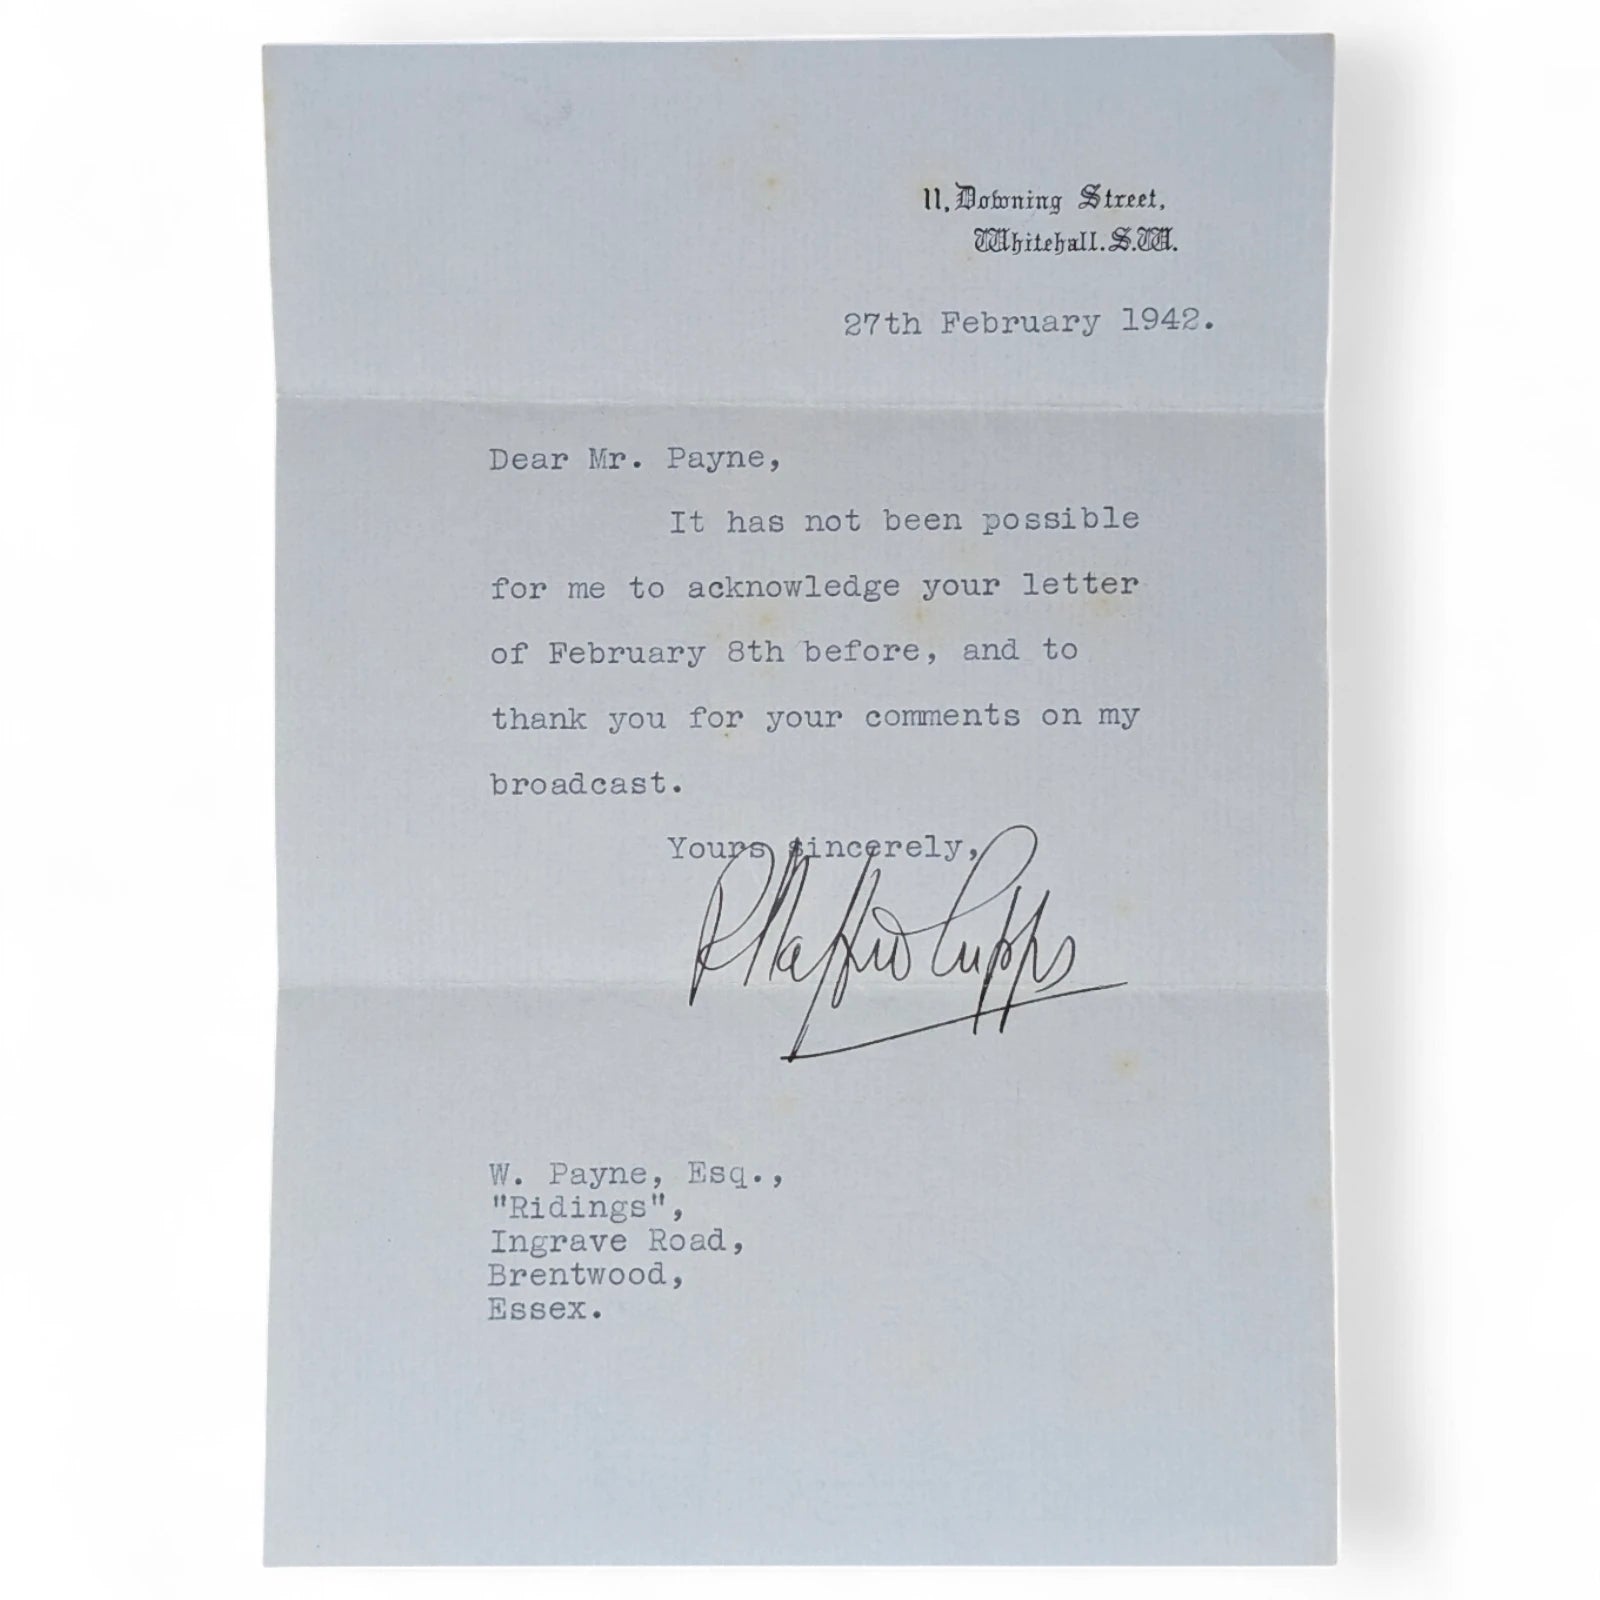 11, Downing Street,
Whitehall. S.W.
27th February 1942.
Dear Mr. Payne,
It has not been possible
for me to acknowledge your letter
of February 8th before, and to
thank you for your comments on my
broadcast.
Yours sincerely,
R Stafford Cripps
W. Payne, Esq.,
"Ridings",
Ingrave Road,
Brentwood,
Essex.